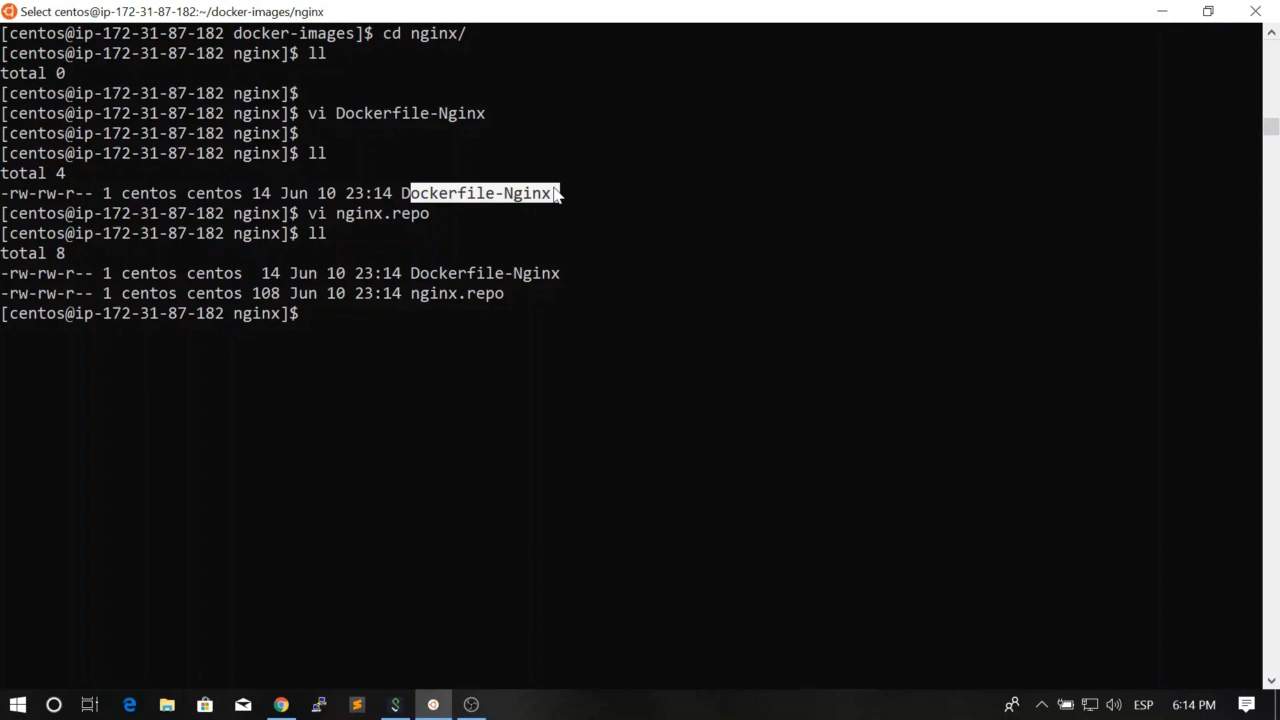 Select centos@ip-172-31-87-182:~/docker-images/nginx
[centos@ip-172-31-87-182 docker-images]$ cd nginx/
[centos@ip-172-31-87-182 nginx]$ ll
total 0
[centos@ip-172-31-87-182 nginx]$
[centos@ip-172-31-87-182 nginx]$ vi Dockerfile-Nginx
[centos@ip-172-31-87-182 nginx]$
[centos@ip-172-31-87-182 nginx]$ ll
total 4
-rw-rw-r-- 1 centos centos 14 Jun 10 23:14 Dockerfile-Nginx
[centos@ip-172-31-87-182 nginx]$ vi nginx.repo
[centos@ip-172-31-87-182 nginx]$ ll
total 8
-rw-rw-r-- 1 centos centos  14 Jun 10 23:14 Dockerfile-Nginx
-rw-rw-r-- 1 centos centos 108 Jun 10 23:14 nginx.repo
[centos@ip-172-31-87-182 nginx]$
ESP 6:14 PM